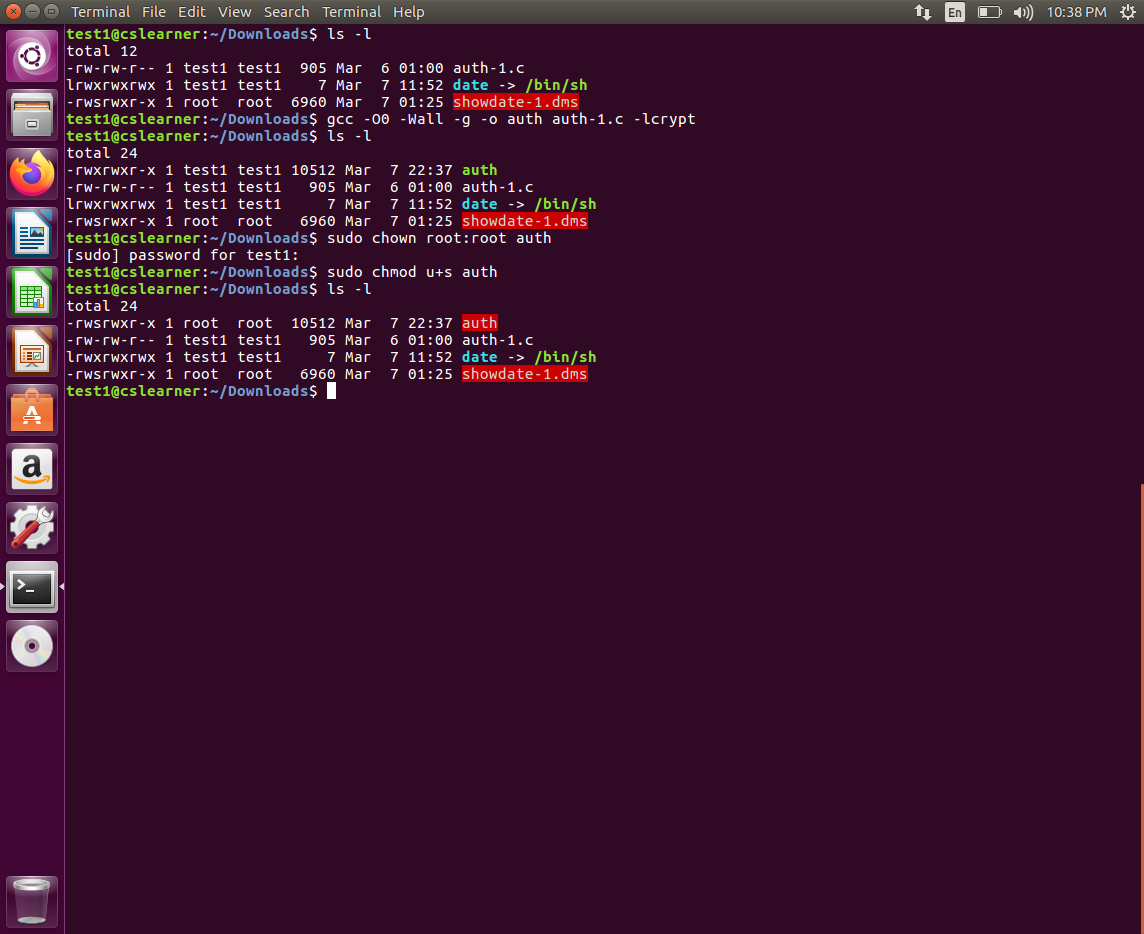 Terminal File Edit View Search Terminal Help En 10:38 PM
test1@cslearner:~/Downloads$ ls -l
total 12
-rw-rw-r-- 1 test1 test1  905 Mar  6 01:00 auth-1.c
lrwxrwxrwx 1 test1 test1    7 Mar  7 11:52 date -> /bin/sh
-rwsrwxr-x 1 root  root  6960 Mar  7 01:25 showdate-1.dms
test1@cslearner:~/Downloads$ gcc -O0 -Wall -g -o auth auth-1.c -lcrypt
test1@cslearner:~/Downloads$ ls -l
total 24
-rwxrwxr-x 1 test1 test1 10512 Mar  7 22:37 auth
-rw-rw-r-- 1 test1 test1   905 Mar  6 01:00 auth-1.c
lrwxrwxrwx 1 test1 test1     7 Mar  7 11:52 date -> /bin/sh
-rwsrwxr-x 1 root  root   6960 Mar  7 01:25 showdate-1.dms
test1@cslearner:~/Downloads$ sudo chown root:root auth
[sudo] password for test1:
test1@cslearner:~/Downloads$ sudo chmod u+s auth
test1@cslearner:~/Downloads$ ls -l
total 24
-rwsrwxr-x 1 root  root  10512 Mar  7 22:37 auth
-rw-rw-r-- 1 test1 test1   905 Mar  6 01:00 auth-1.c
lrwxrwxrwx 1 test1 test1     7 Mar  7 11:52 date -> /bin/sh
-rwsrwxr-x 1 root  root   6960 Mar  7 01:25 showdate-1.dms
test1@cslearner:~/Downloads$